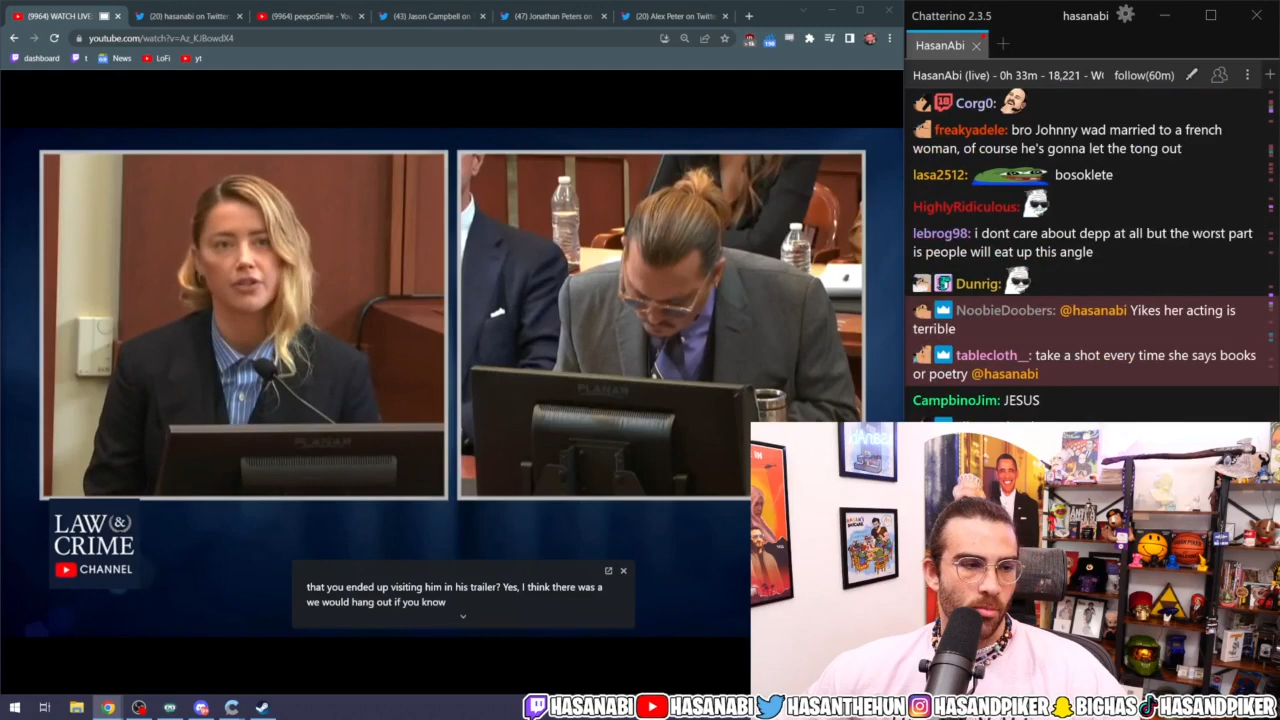 (9964) WATCH LIVE:
(20) hasanabi on Twitter
(9964) peepoSmile - You
(43) Jason Campbell on
(47) Jonathan Peters on
(20) Alex Peter on Twitte
youtube.com/watch?v=Az_KJBowdX4
dashboard
t
News
LoFi
yt
Chatterino 2.3.5
hasanabi
HasanAbi
HasanAbi (live) - 0h 33m - 18,221 - W
follow(60m)
Corg0:
freakyadele: bro Johnny wad married to a french
woman, of course he's gonna let the tong out
lasa2512: bosoklete
HighlyRidiculous:
lebrog98: i dont care about depp at all but the worst part
is people will eat up this angle
Dunrig:
NoobieDoobers: @hasanabi Yikes her acting is
terrible
tablecloth__: take a shot every time she says books
or poetry @hasanabi
CampbinoJim: JESUS
PLANAR
PLANAR
LAW &
CRIME
CHANNEL
that you ended up visiting him in his trailer? Yes, I think there was a
we would hang out if you know
HASANABI
HASANABI
HASANTHEHUN
HASANDPIKER
BIGHAS
HASANDPIKER